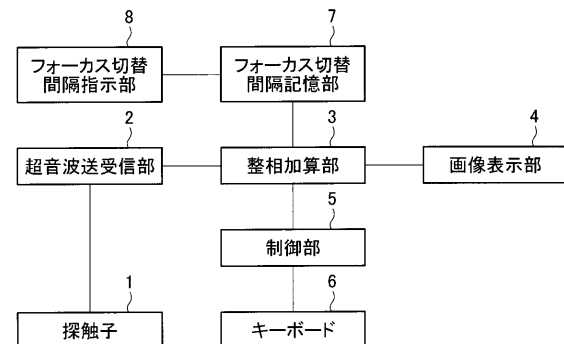 8
フォーカス切替
間隔指示部
7
フォーカス切替
間隔記憶部
2
超音波送受信部
3
整相加算部
4
画像表示部
5
制御部
1
探触子
6
キーボード